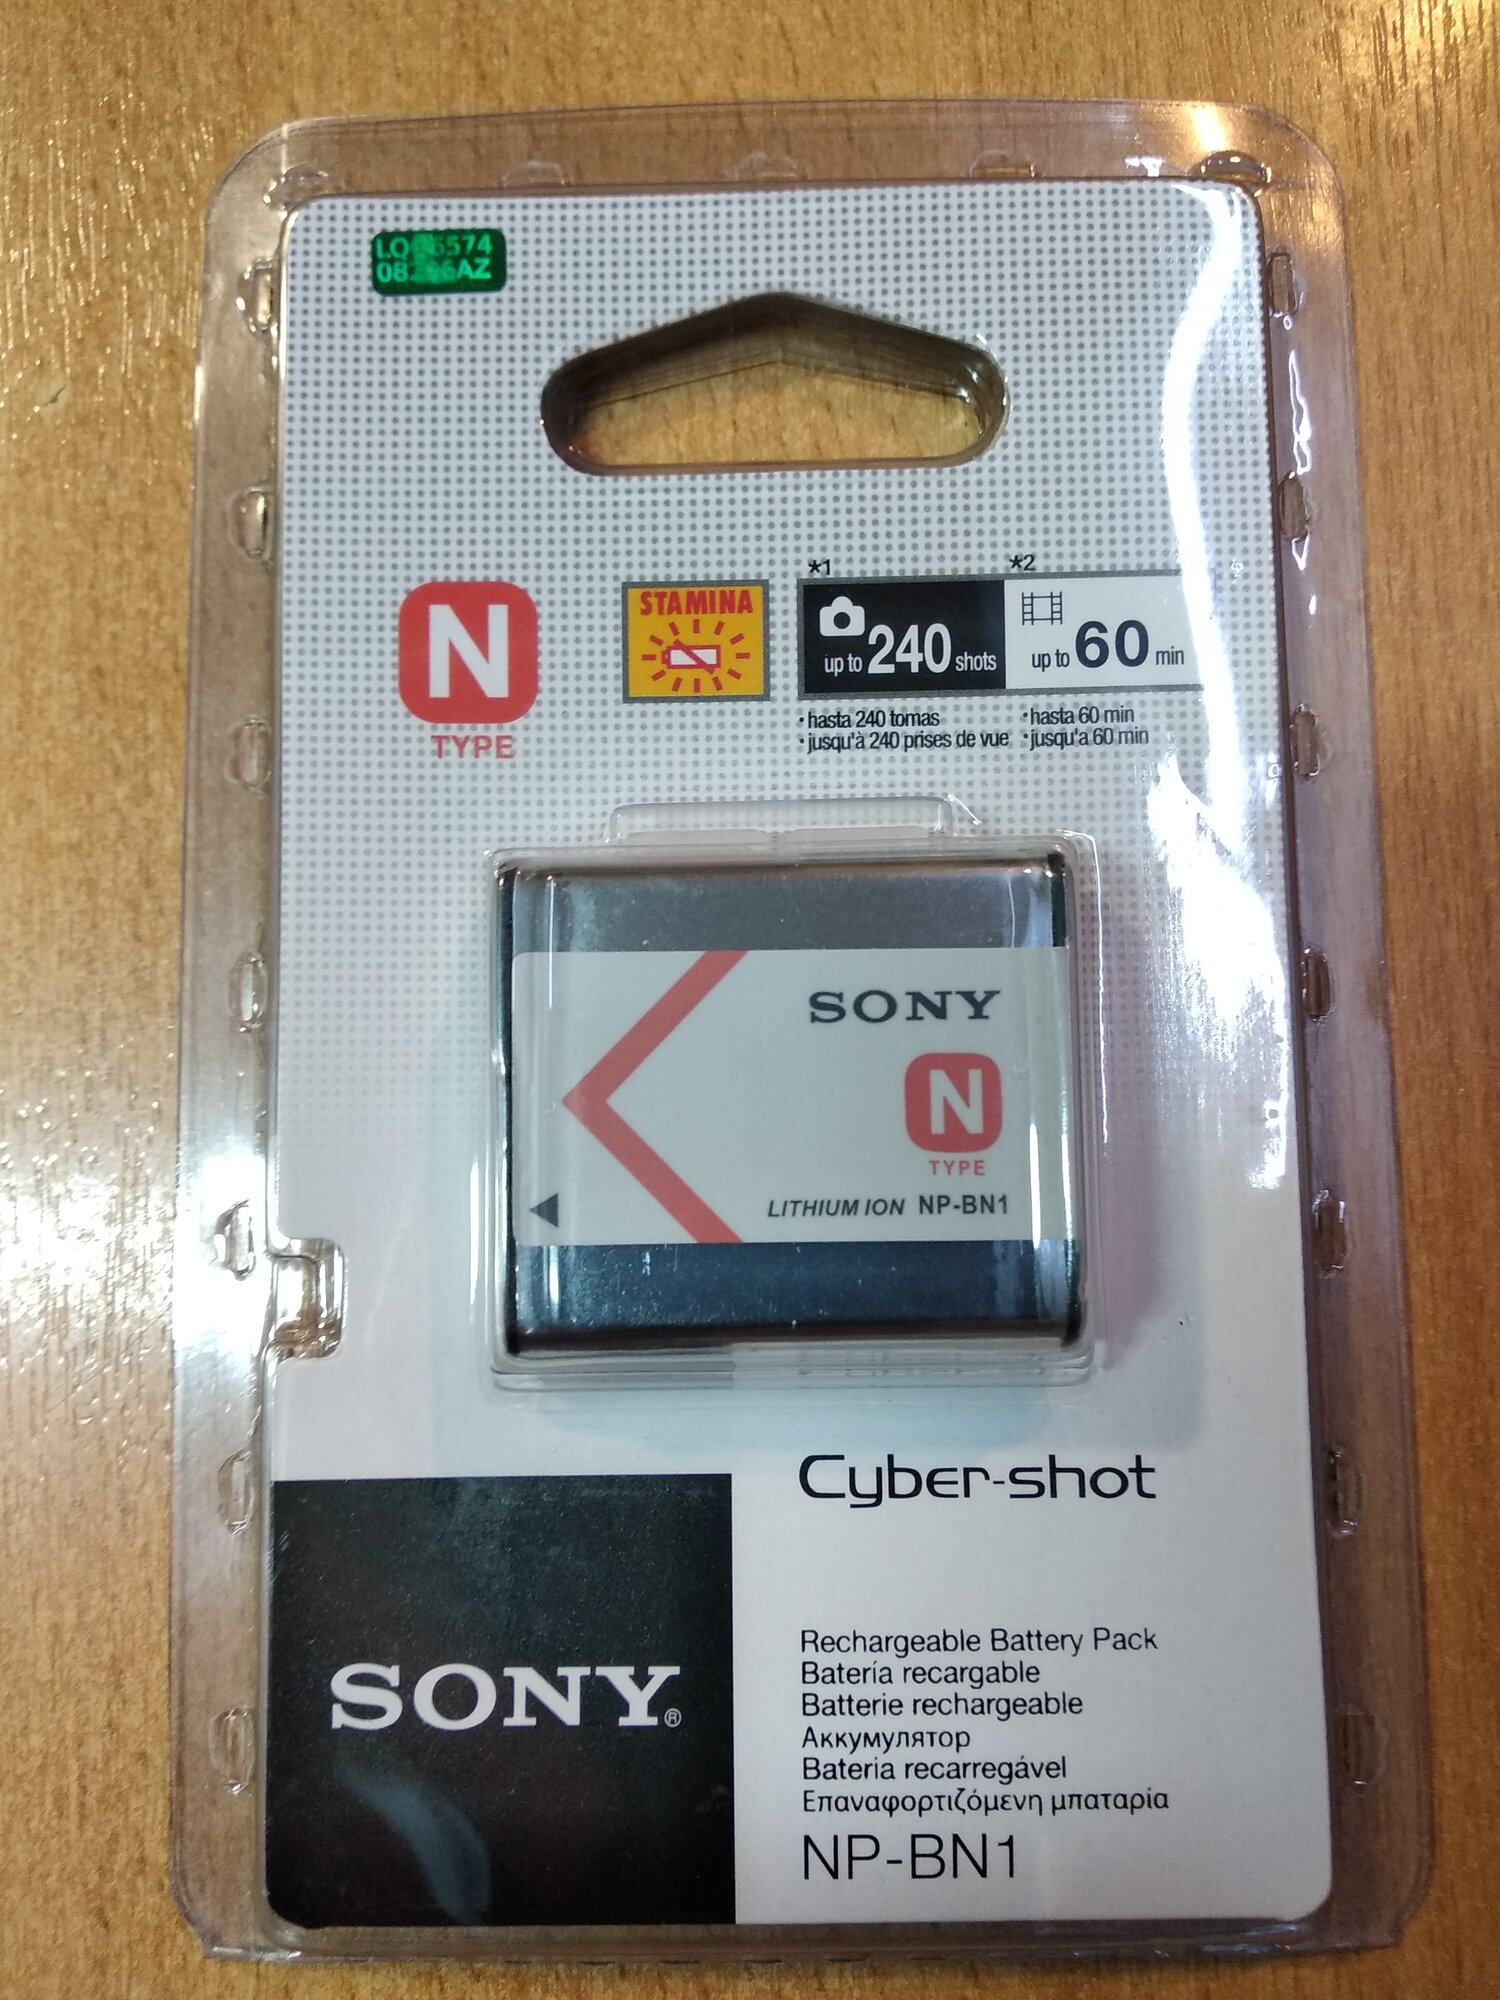 AZ
*1 *2
N
TYPE
STAMINA
up to 240 shots
up to 60 min
·hasta 240 tomas
·jusqu'à 240 prises de vue
·hasta 60 min
·jusqu'a 60 min
SONY
N
TYPE
LITHIUM ION NP-BN1
Cyber-shot
SONY®
Rechargeable Battery Pack
Batería recargable
Batterie rechargeable
Аккумулятор
Bateria recarregável
Επαναφορτιζόμενη μπαταρία
NP-BN1